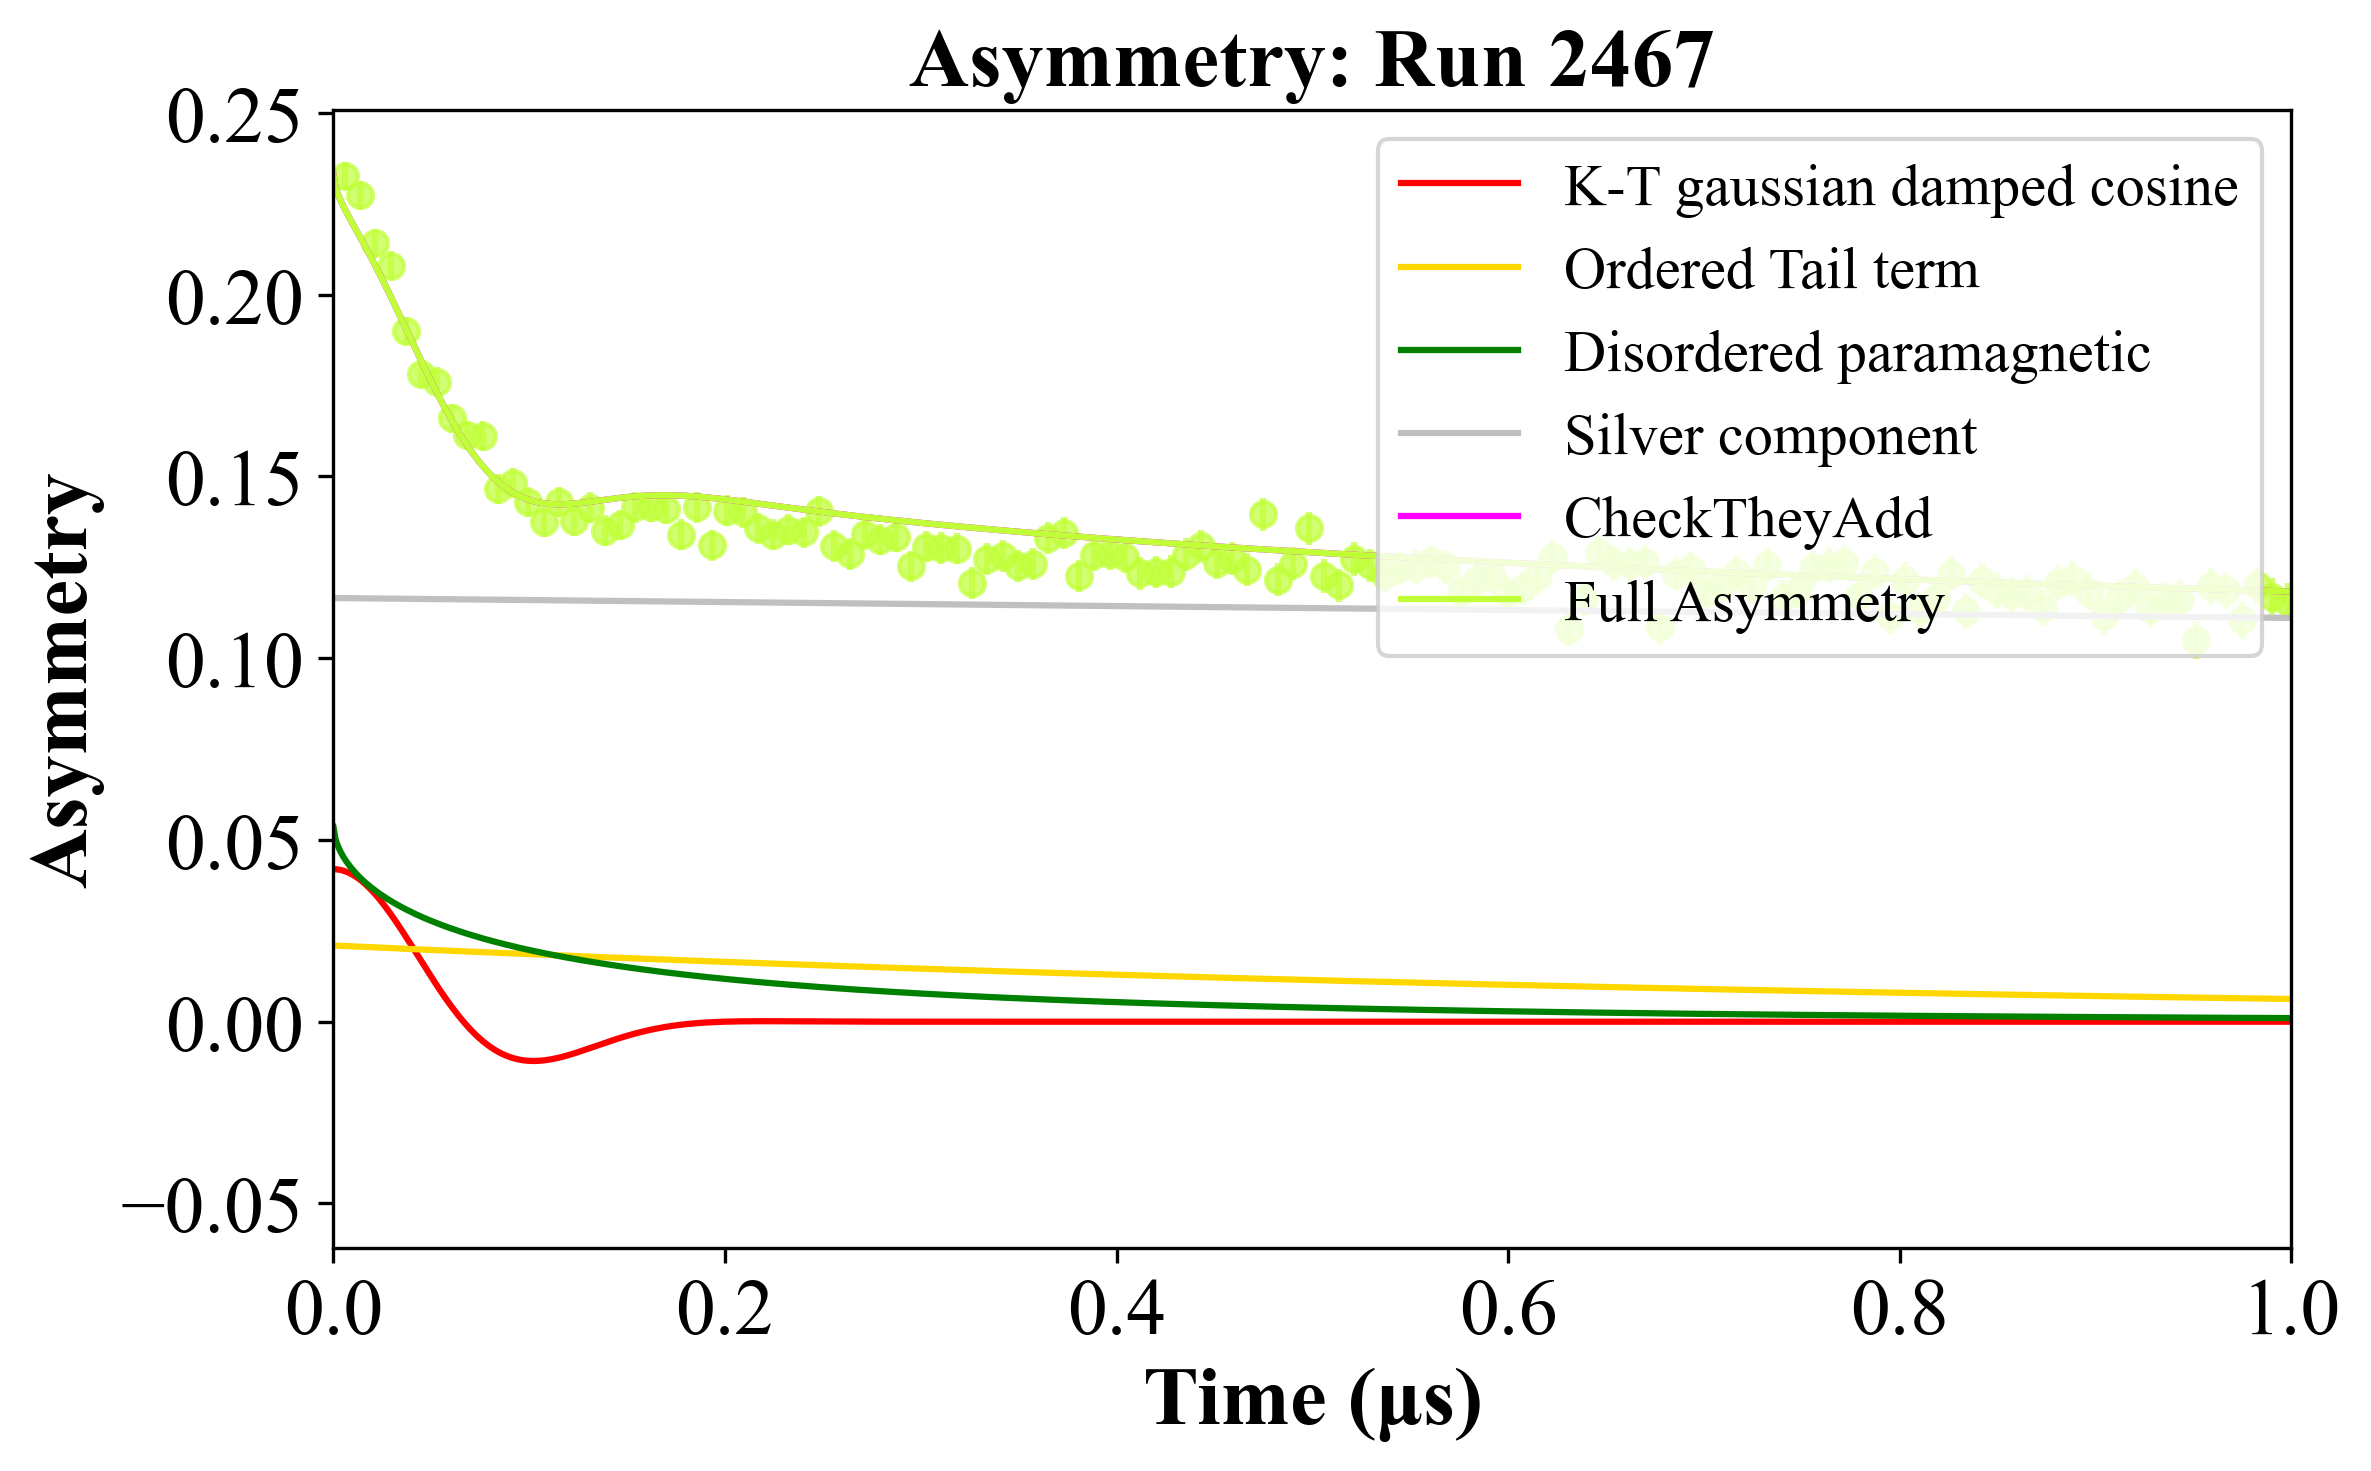 Asymmetry: Run 2467
0.25
0.20
0.15
0.10
0.05
0.00
−0.05
Asymmetry
K-T gaussian damped cosine
Ordered Tail term
Disordered paramagnetic
Silver component
CheckTheyAdd
Full Asymmetry
0.0 0.2 0.4 0.6 0.8 1.0
Time (μs)